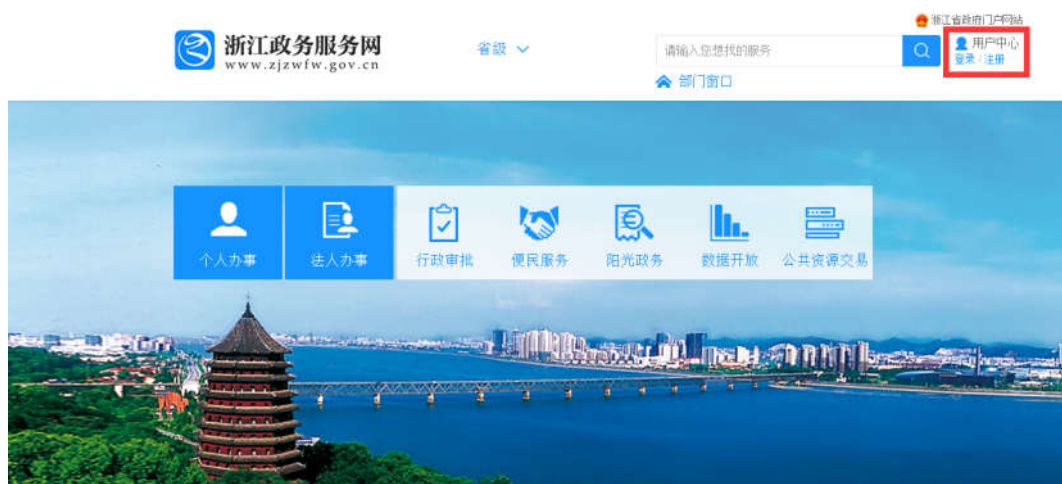 浙江省政府门户网站
浙江政务服务网
www.zjzwfw.gov.cn
省级
请输入您想找的服务
用户中心
登录
注册
部门窗口
个人办事
法人办事
行政审批
便民服务
阳光政务
数据开放
公共资源交易